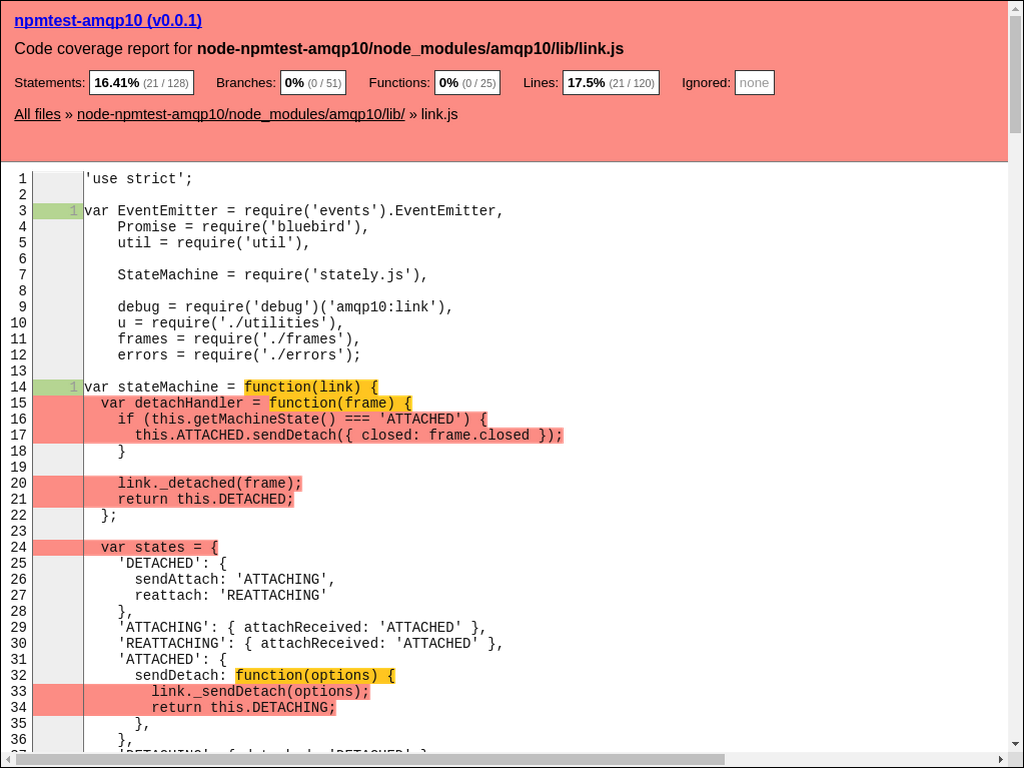 npmtest-amqp10 (v0.0.1)
Code coverage report for node-npmtest-amqp10/node_modules/amqp10/lib/link.js
Statements: 16.41% (21 / 128) Branches: 0% (0 / 51) Functions: 0% (0 / 25) Lines: 17.5% (21 / 120) Ignored: none
All files » node-npmtest-amqp10/node_modules/amqp10/lib/ » link.js
1 'use strict';
2
3 1 var EventEmitter = require('events').EventEmitter,
4 Promise = require('bluebird'),
5 util = require('util'),
6
7 StateMachine = require('stately.js'),
8
9 debug = require('debug')('amqp10:link'),
10 u = require('./utilities'),
11 frames = require('./frames'),
12 errors = require('./errors');
13
14 1 var stateMachine = function(link) {
15 var detachHandler = function(frame) {
16 if (this.getMachineState() === 'ATTACHED') {
17 this.ATTACHED.sendDetach({ closed: frame.closed });
18 }
19
20 link._detached(frame);
21 return this.DETACHED;
22 };
23
24 var states = {
25 'DETACHED': {
26 sendAttach: 'ATTACHING',
27 reattach: 'REATTACHING'
28 },
29 'ATTACHING': { attachReceived: 'ATTACHED' },
30 'REATTACHING': { attachReceived: 'ATTACHED' },
31 'ATTACHED': {
32 sendDetach: function(options) {
33 link._sendDetach(options);
34 return this.DETACHING;
35 },
36 },